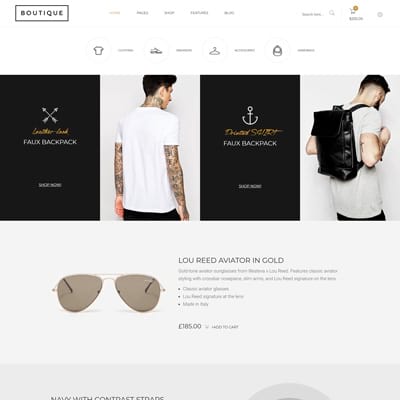 BOUTIQUE
HOME PAGES SHOP FEATURES BLOG
Search here...
0
£185.00
CLOTHING
ACCESSORIES
HANDBAGS
Leather-look
FAUX BACKPACK
SHOP NOW!
Printed SHIRT
FAUX BACKPACK
SHOP NOW!
LOU REED AVIATOR IN GOLD
Gold-tone aviator sunglasses from Illesteva x Lou Reed. Features classic aviator
styling with crossbar nosepiece, slim arms, and Lou Reed signature on the lens
Classic aviator glasses
Lou Reed signature at the lens
Made in Italy
£185.00 ADD TO CART
NAVY WITH CONTRAST STRAPS